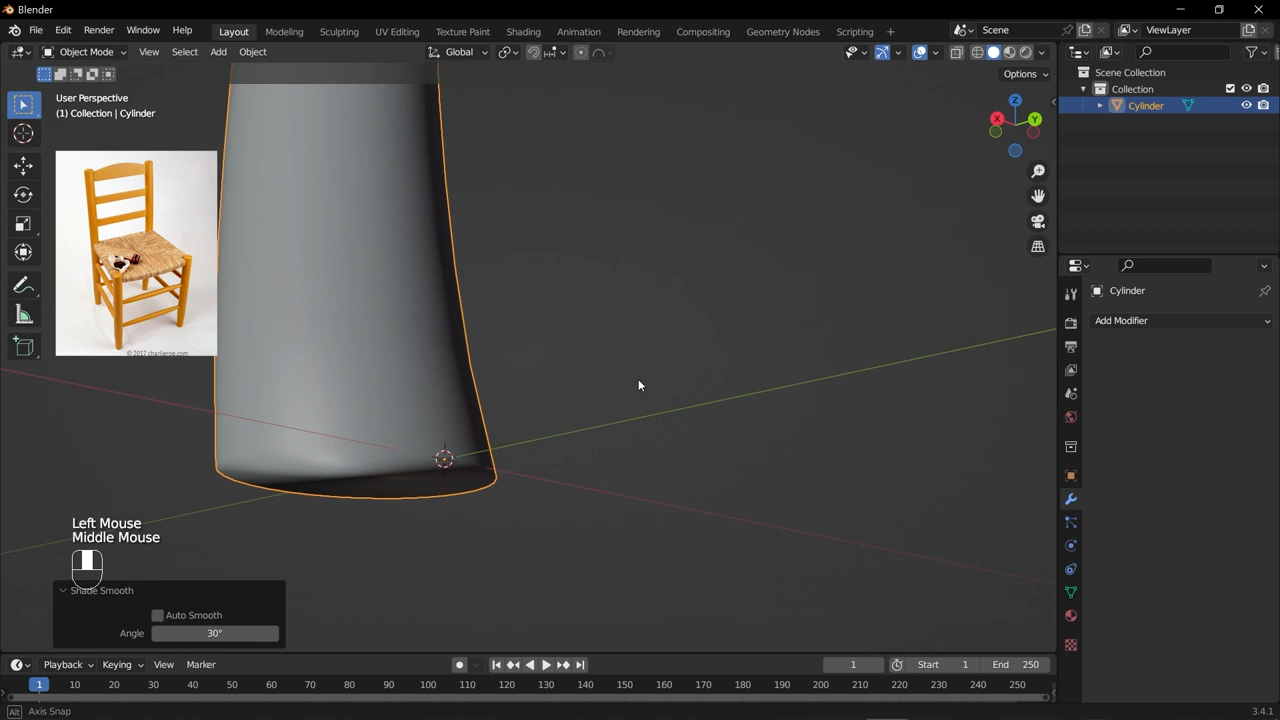 Blender
File Edit Render Window Help
Layout Modeling Sculpting UV Editing Texture Paint Shading Animation Rendering Compositing Geometry Nodes Scripting
Scene
ViewLayer
Object Mode View Select Add Object
Global
Options
User Perspective
(1) Collection | Cylinder
X Y Z
© 2017 charlieroe.com
Left Mouse
Middle Mouse
Shade Smooth
Auto Smooth
Angle 30°
Scene Collection
Collection
Cylinder
Cylinder
Add Modifier
Playback Keying View Marker
1 Start 1 End 250
1 10 20 30 40 50 60 70 80 90 100 110 120 130 140 150 160 170 180 190 200 210 220 230 240 250
Alt Axis Snap
3.4.1